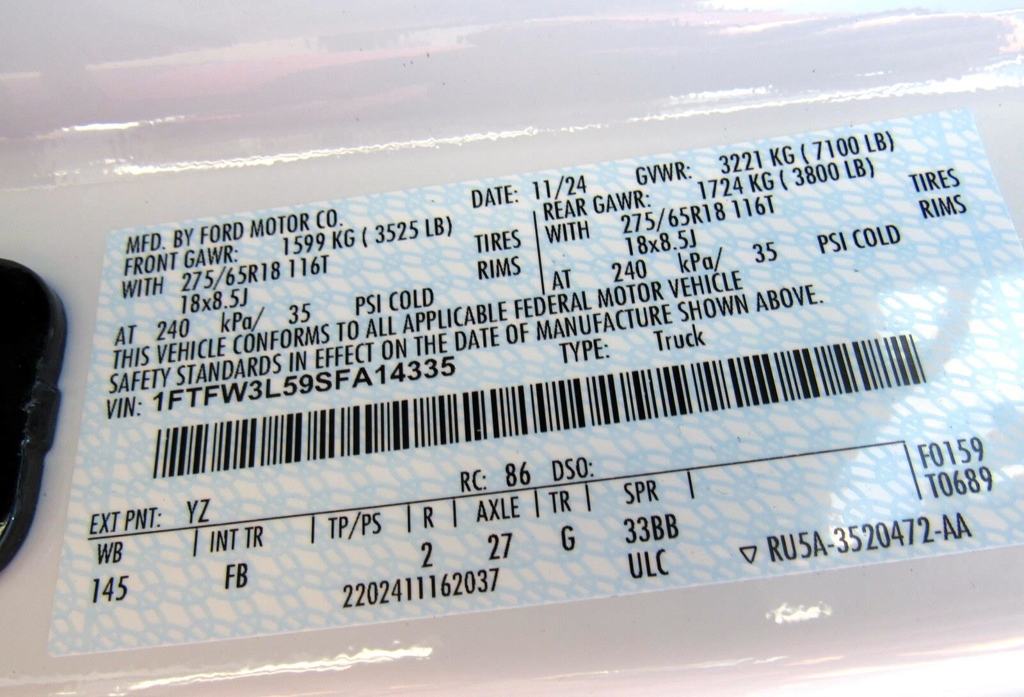 MFD. BY FORD MOTOR CO. DATE: 11/24 GVWR: 3221 KG ( 7100 LB)
FRONT GAWR: 1599 KG ( 3525 LB) REAR GAWR: 1724 KG ( 3800 LB)
WITH 275/65R18 116T TIRES WITH 275/65R18 116T TIRES
18x8.5J RIMS 18x8.5J RIMS
AT 240 kPa/ 35 PSI COLD AT 240 kPa/ 35 PSI COLD
THIS VEHICLE CONFORMS TO ALL APPLICABLE FEDERAL MOTOR VEHICLE
SAFETY STANDARDS IN EFFECT ON THE DATE OF MANUFACTURE SHOWN ABOVE.
VIN: 1FTFW3L59SFA14335 TYPE: Truck
EXT PNT: YZ RC: 86 DSO: F0159
WB INT TR TP/PS R AXLE TR SPR T0689
145 FB 2 27 G 33BB
2202411162037 ULC ▽ RU5A-3520472-AA